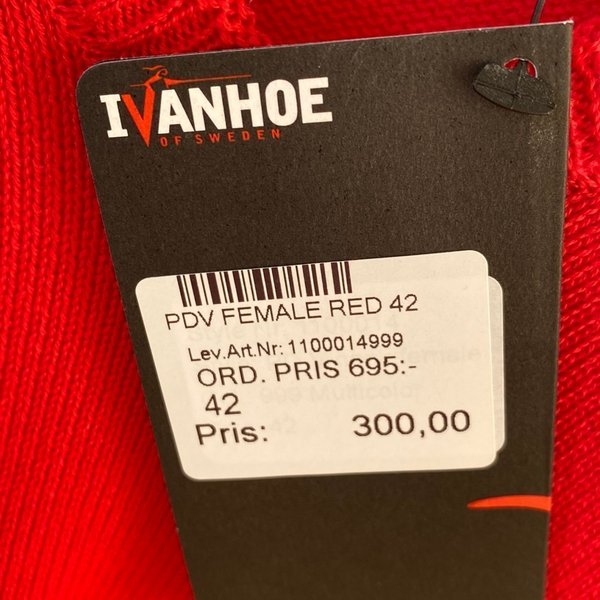 IVANHOE
OF SWEDEN
PDV FEMALE RED 42
Lev.Art.Nr: 1100014999
ORD. PRIS 695:-
42
Pris: 300,00